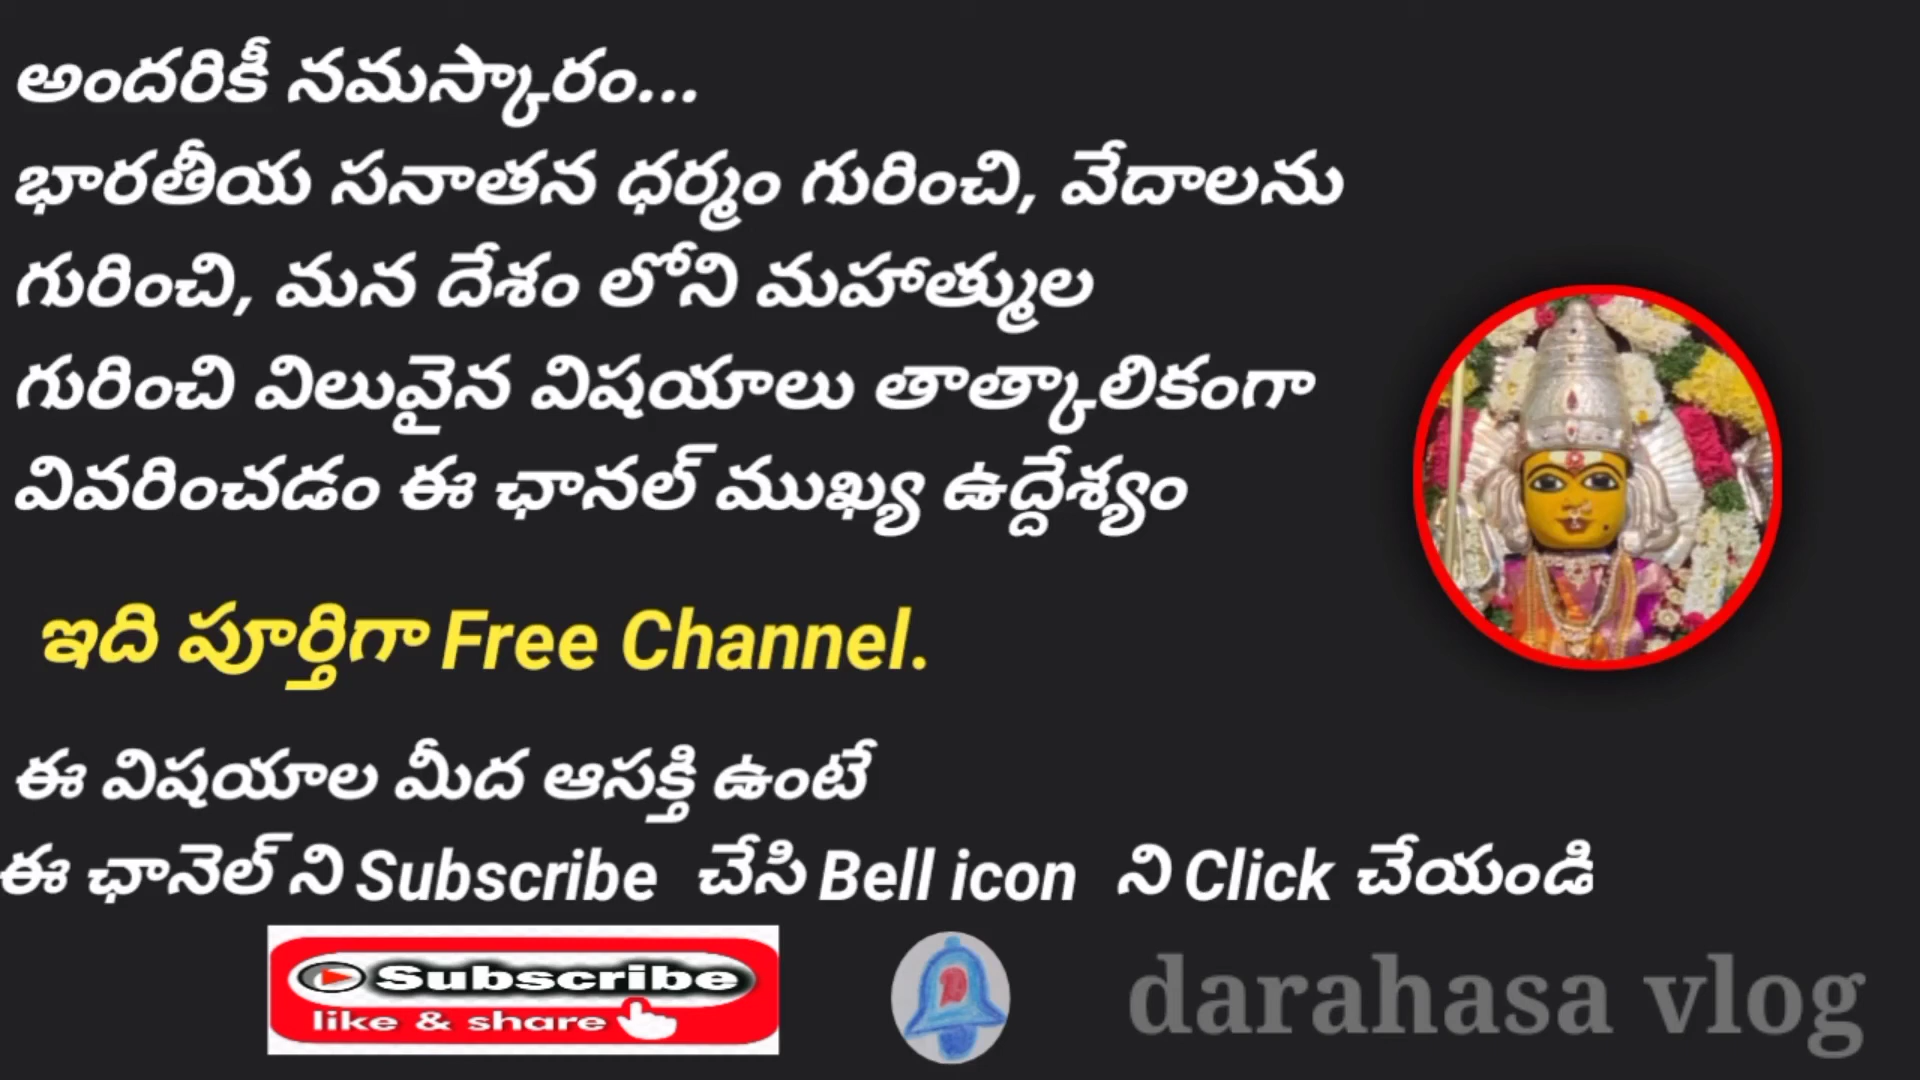 అందరికీ నమస్కారం...
భారతీయ సనాతన ధర్మం గురించి, వేదాలను
గురించి, మన దేశం లోని మహాత్ముల
గురించి విలువైన విషయాలు తాత్కాలికంగా
వివరించడం ఈ ఛానల్ ముఖ్య ఉద్దేశ్యం
ఇది పూర్తిగా Free Channel.
ఈ విషయాల మీద ఆసక్తి ఉంటే
ఈ ఛానెల్ ని Subscribe చేసి Bell icon ని Click చేయండి
Subscribe
like & share
darahasa vlog